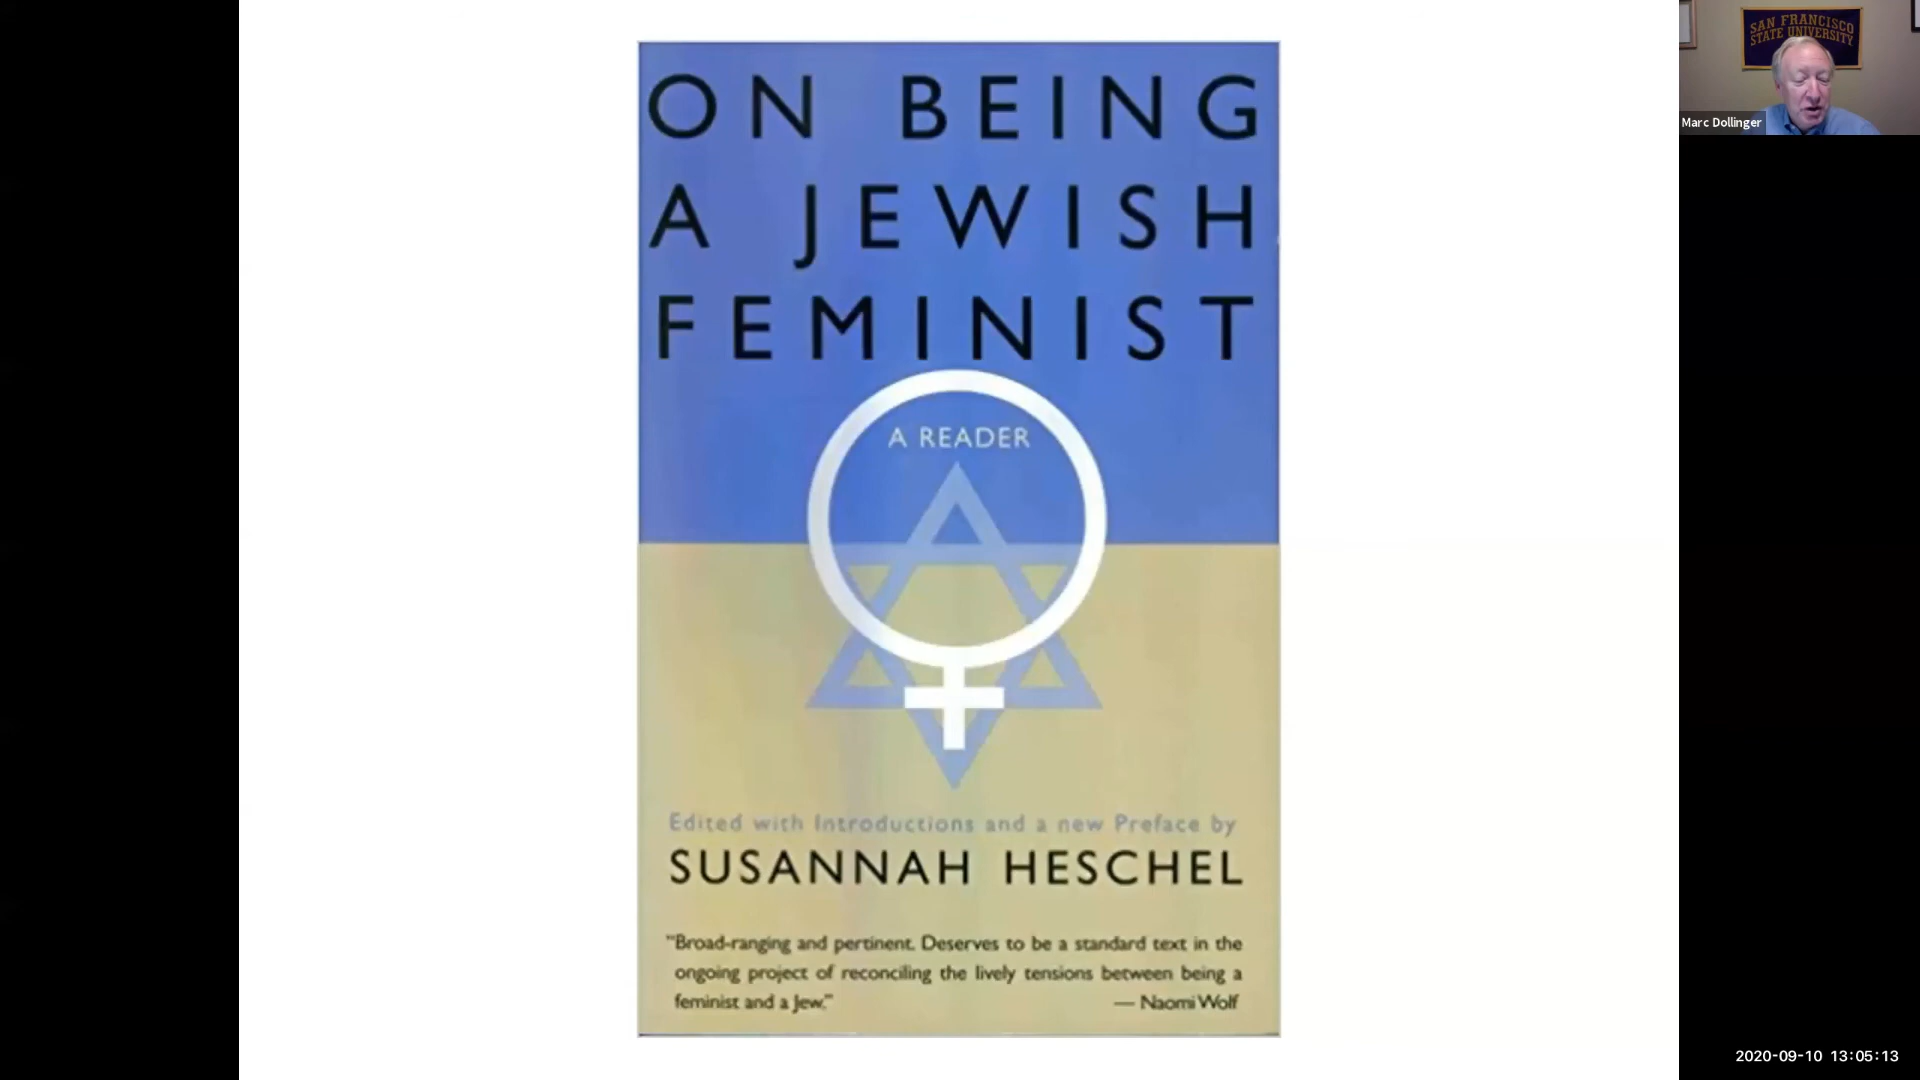 ON BEING
A JEWISH
FEMINIST
A READER
Edited with Introductions and a new Preface by
SUSANNAH HESCHEL
"Broad-ranging and pertinent. Deserves to be a standard text in the
ongoing project of reconciling the lively tensions between being a
feminist and a Jew."
— Naomi Wolf
SAN FRANCISCO
STATE UNIVERSITY
Marc Dollinger
2020-09-10 13:05:13